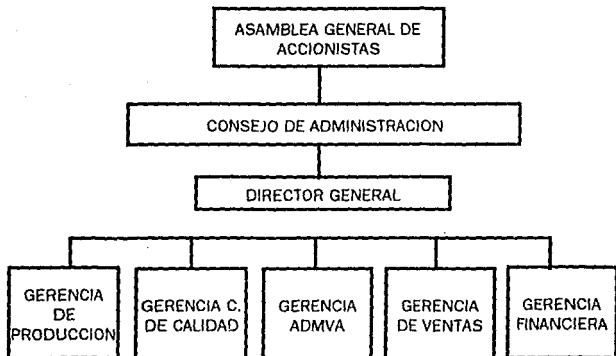 ASAMBLEA GENERAL DE
ACCIONISTAS
CONSEJO DE ADMINISTRACION
DIRECTOR GENERAL
GERENCIA
DE
PRODUCCION
GERENCIA C.
DE CALIDAD
GERENCIA
ADMVA
GERENCIA
DE VENTAS
GERENCIA
FINANCIERA